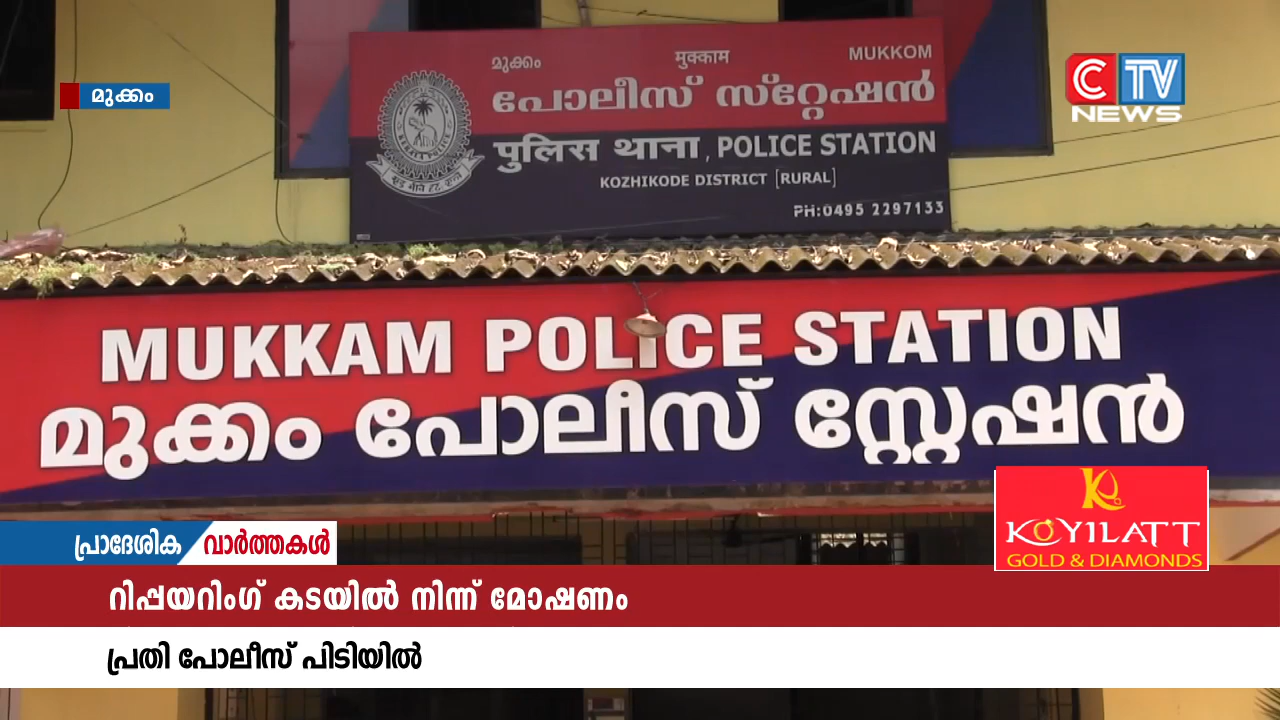 മുക്കം
मुक्काम
MUKKOM
പോലിസ് സ്റ്റേഷൻ
पुलिस थाना, POLICE STATION
KOZHIKODE DISTRICT [RURAL]
PH:0495 2297133
മുക്കം
CTV
NEWS
MUKKAM POLICE STATION
മുക്കം പോലീസ് സ്റ്റേഷൻ
KOYILATT
GOLD & DIAMONDS
പ്രാദേശിക വാർത്തകൾ
റിപ്പയറിംഗ് കടയിൽ നിന്ന് മോഷണം
പ്രതി പോലീസ് പിടിയിൽ